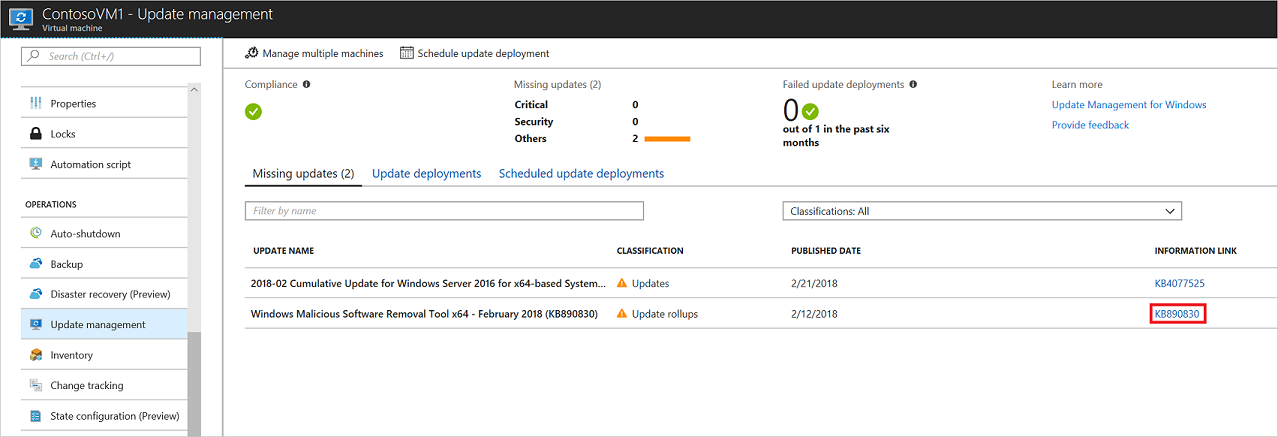 ContosoVM1 - Update management
Virtual machine
Search (Ctrl+/)
Properties
Locks
Automation script
OPERATIONS
Auto-shutdown
Backup
Disaster recovery (Preview)
Update management
Inventory
Change tracking
State configuration (Preview)
Manage multiple machines
Schedule update deployment
Compliance
Missing updates (2)
Critical 0
Security 0
Others 2
Failed update deployments
0
out of 1 in the past six
months
Learn more
Update Management for Windows
Provide feedback
Missing updates (2) Update deployments Scheduled update deployments
Filter by name
Classifications: All
UPDATE NAME CLASSIFICATION PUBLISHED DATE INFORMATION LINK
2018-02 Cumulative Update for Windows Server 2016 for x64-based System... Updates 2/21/2018 KB4077525
Windows Malicious Software Removal Tool x64 - February 2018 (KB890830) Update rollups 2/12/2018 KB890830